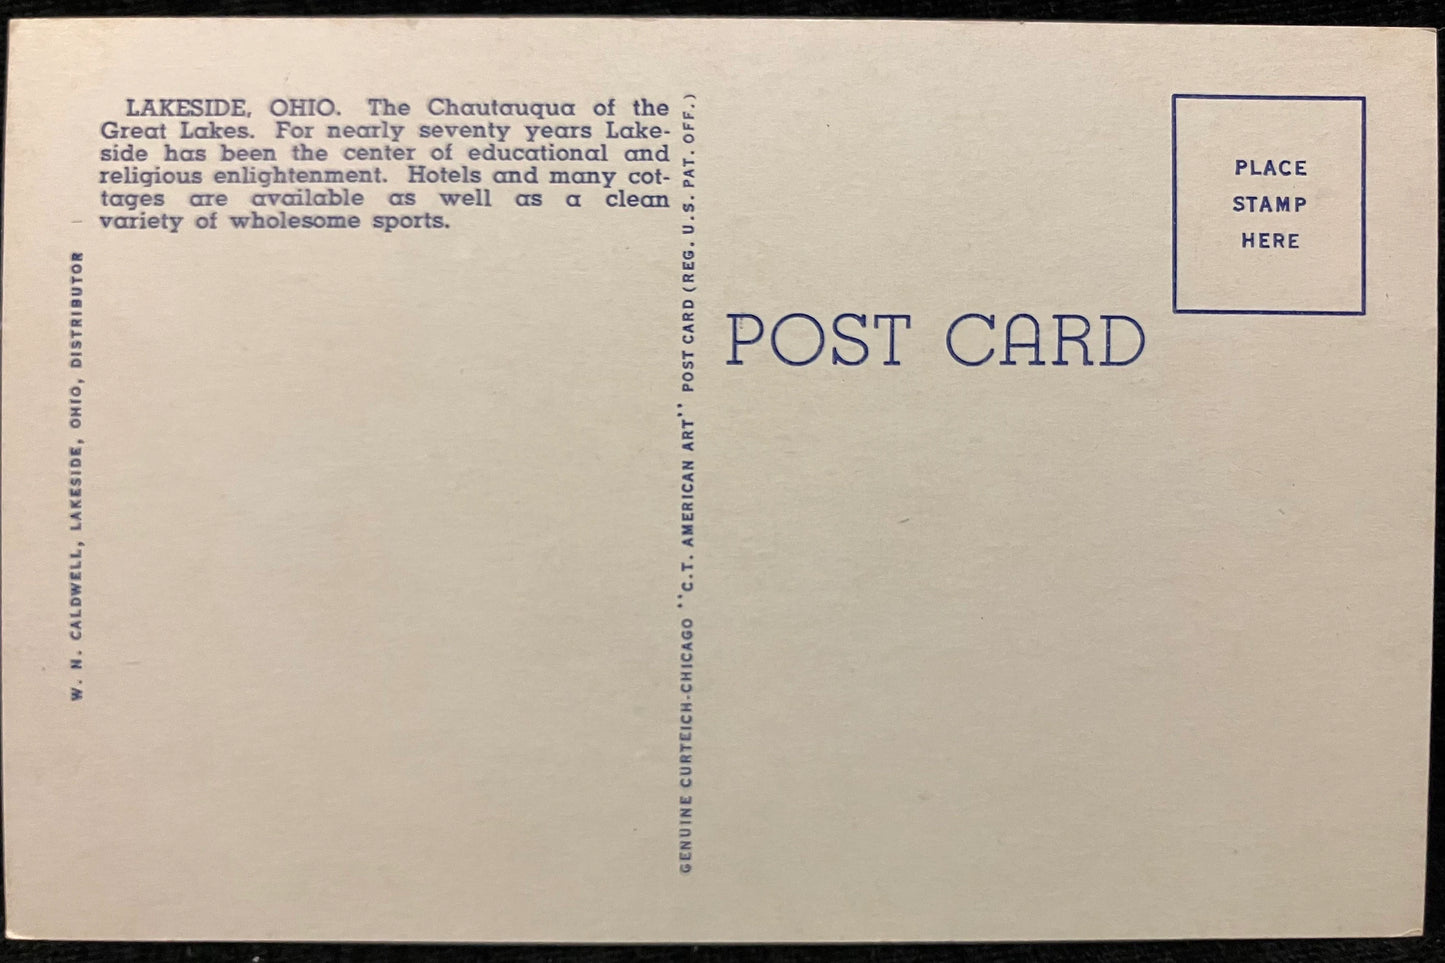 LAKESIDE, OHIO. The Chautauqua of the
Great Lakes. For nearly seventy years Lake-
side has been the center of educational and
religious enlightenment. Hotels and many cot-
tages are available as well as a clean
variety of wholesome sports.
W. N. CALDWELL, LAKESIDE, OHIO, DISTRIBUTOR
GENUINE CURTEICH-CHICAGO "C.T. AMERICAN ART" POST CARD (REG. U.S. PAT. OFF.)
POST CARD
PLACE
STAMP
HERE